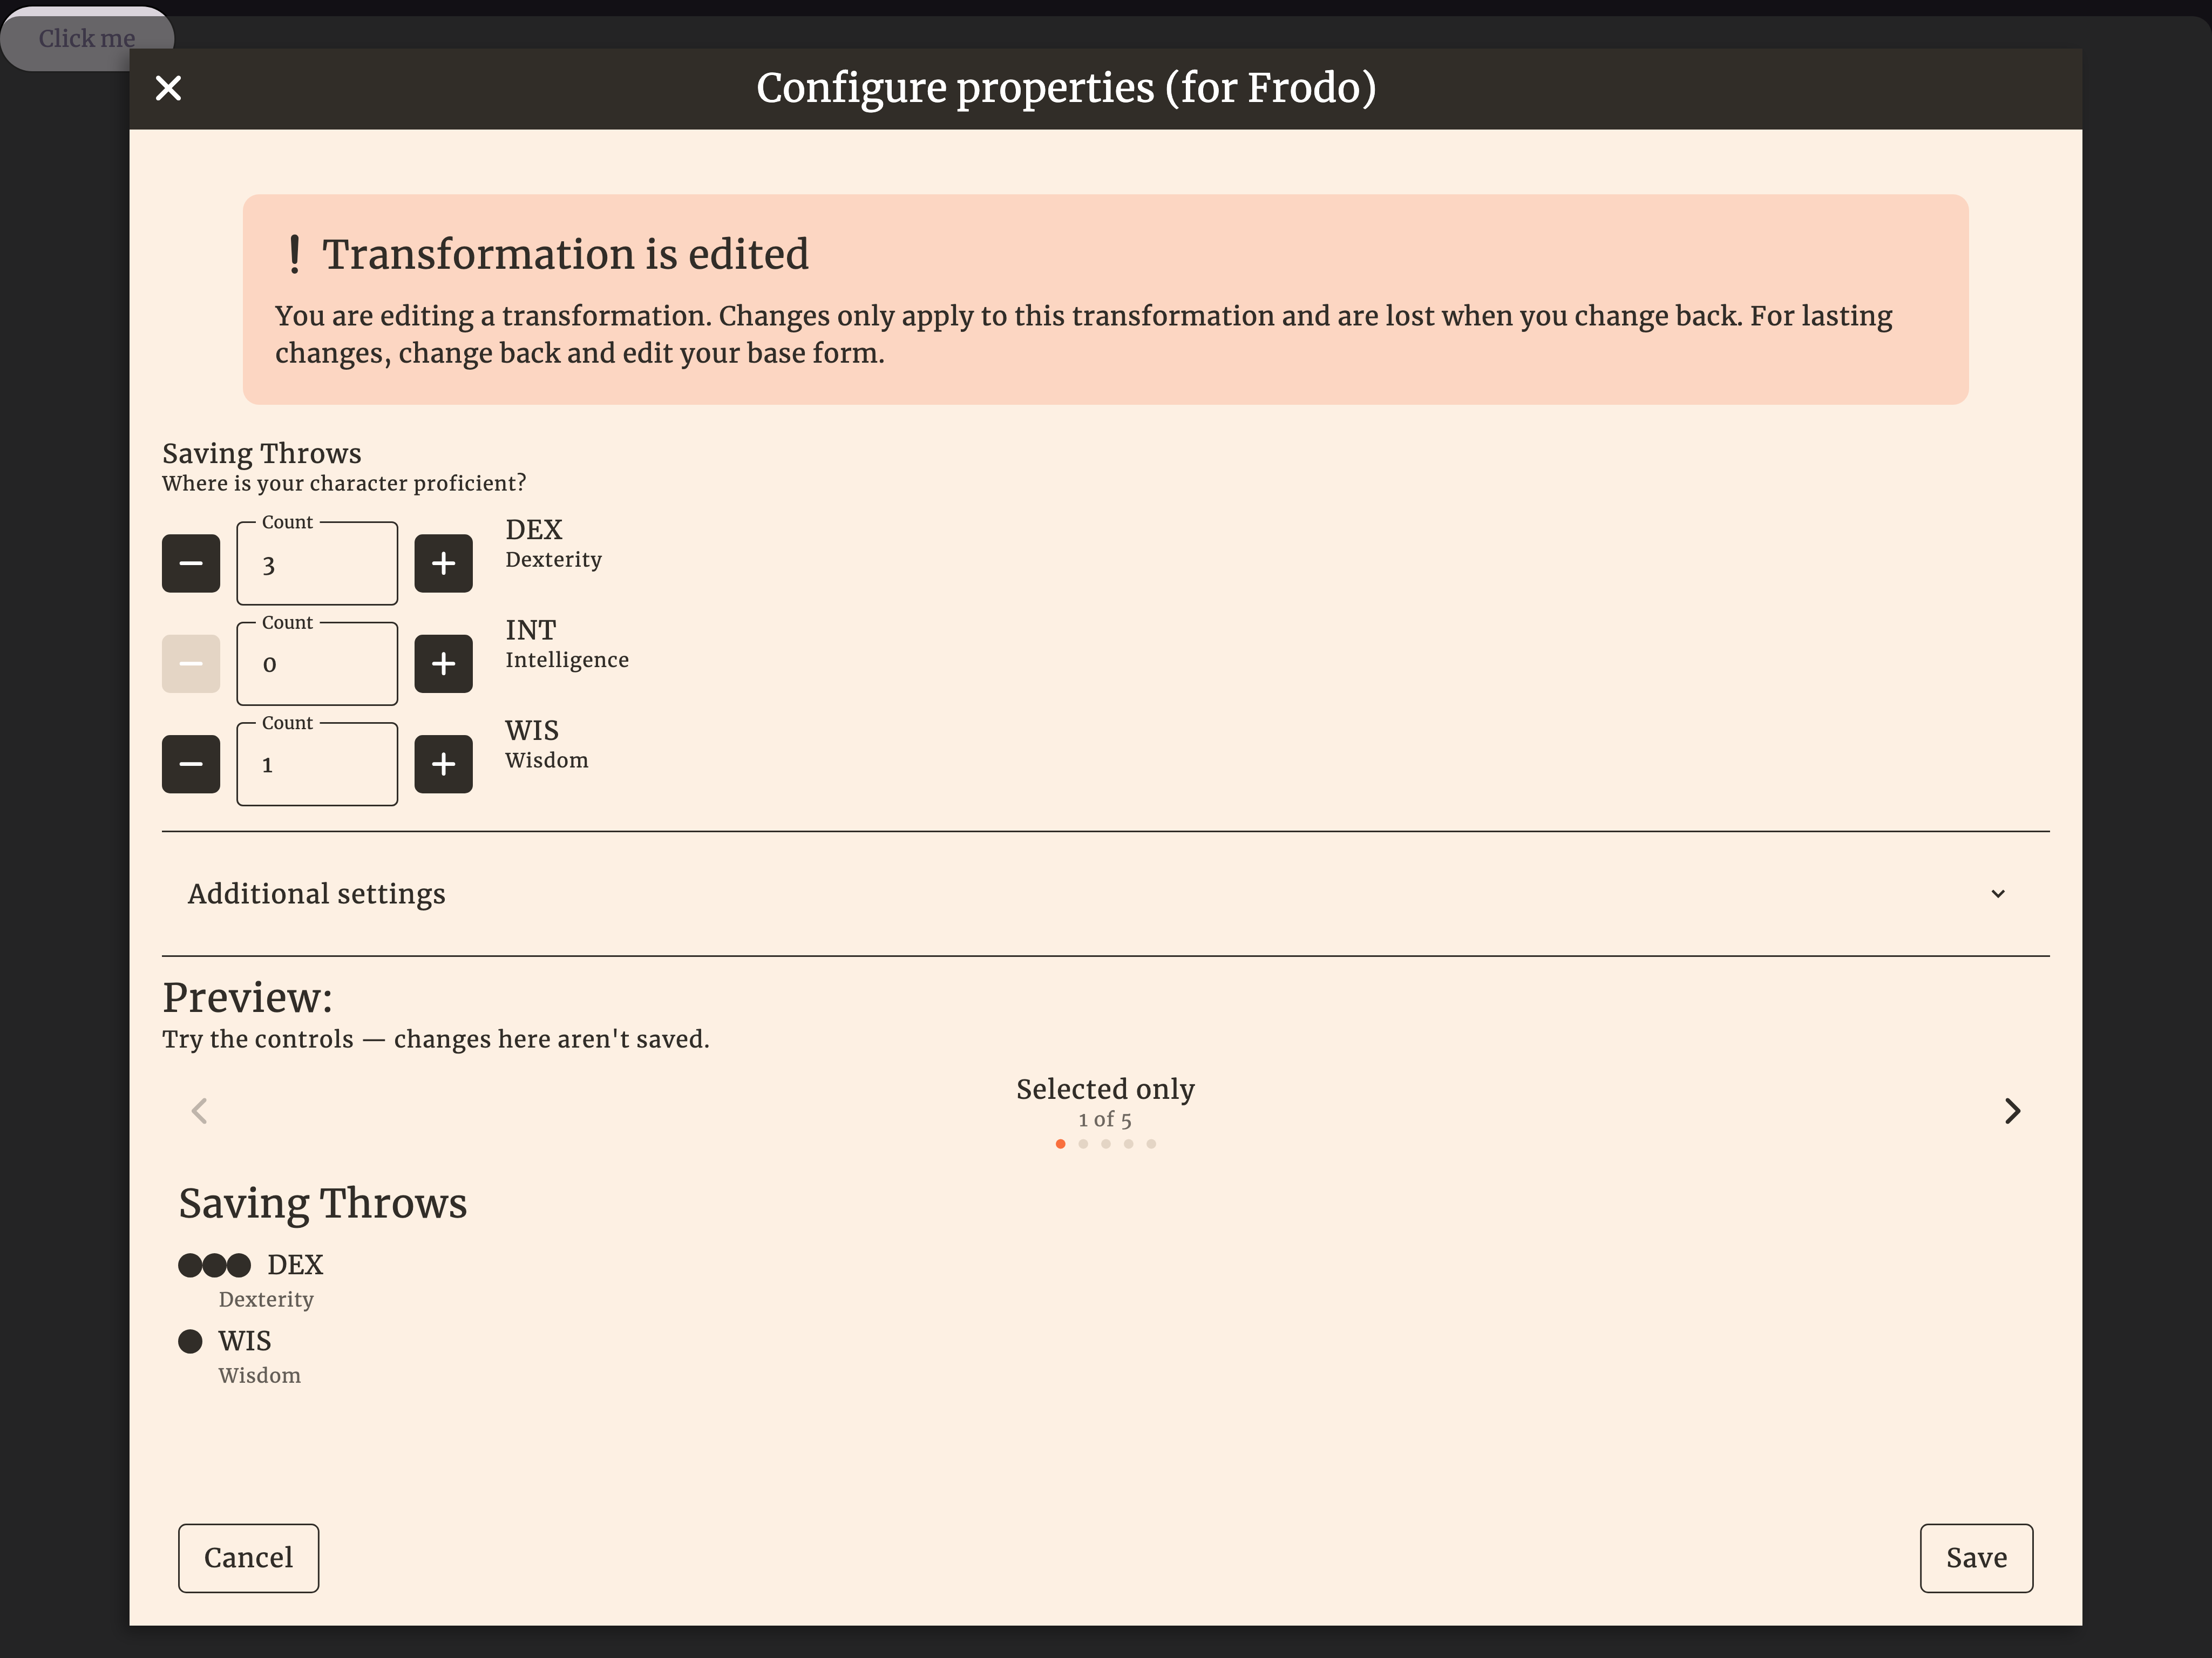 Click me
Configure properties (for Frodo)
Transformation is edited
You are editing a transformation. Changes only apply to this transformation and are lost when you change back. For lasting
changes, change back and edit your base form.
Saving Throws
Where is your character proficient?
Count
3
DEX
Dexterity
Count
0
INT
Intelligence
Count
1
WIS
Wisdom
Additional settings
Preview:
Try the controls — changes here aren't saved.
Selected only
1 of 5
Saving Throws
DEX
Dexterity
WIS
Wisdom
Cancel
Save